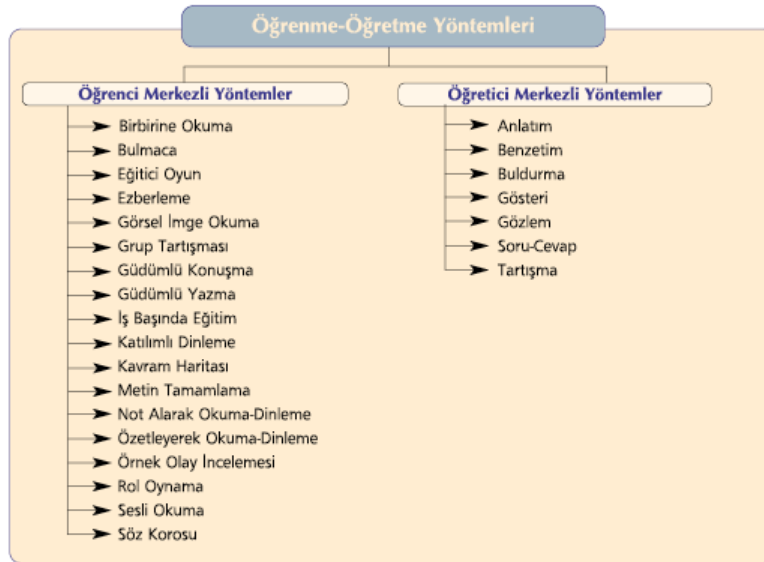 Öğrenme-Öğretme Yöntemleri
Öğrenci Merkezli Yöntemler
Birbirine Okuma
Bulmaca
Eğitici Oyun
Ezberleme
Görsel İmge Okuma
Grup Tartışması
Güdümlü Konuşma
Güdümlü Yazma
İş Başında Eğitim
Katılımlı Dinleme
Kavram Haritası
Metin Tamamlama
Not Alarak Okuma-Dinleme
Özetleyerek Okuma-Dinleme
Örnek Olay İncelemesi
Rol Oynama
Sesli Okuma
Söz Korosu
Öğretici Merkezli Yöntemler
Anlatım
Benzetim
Buldurma
Gösteri
Gözlem
Soru-Cevap
Tartışma